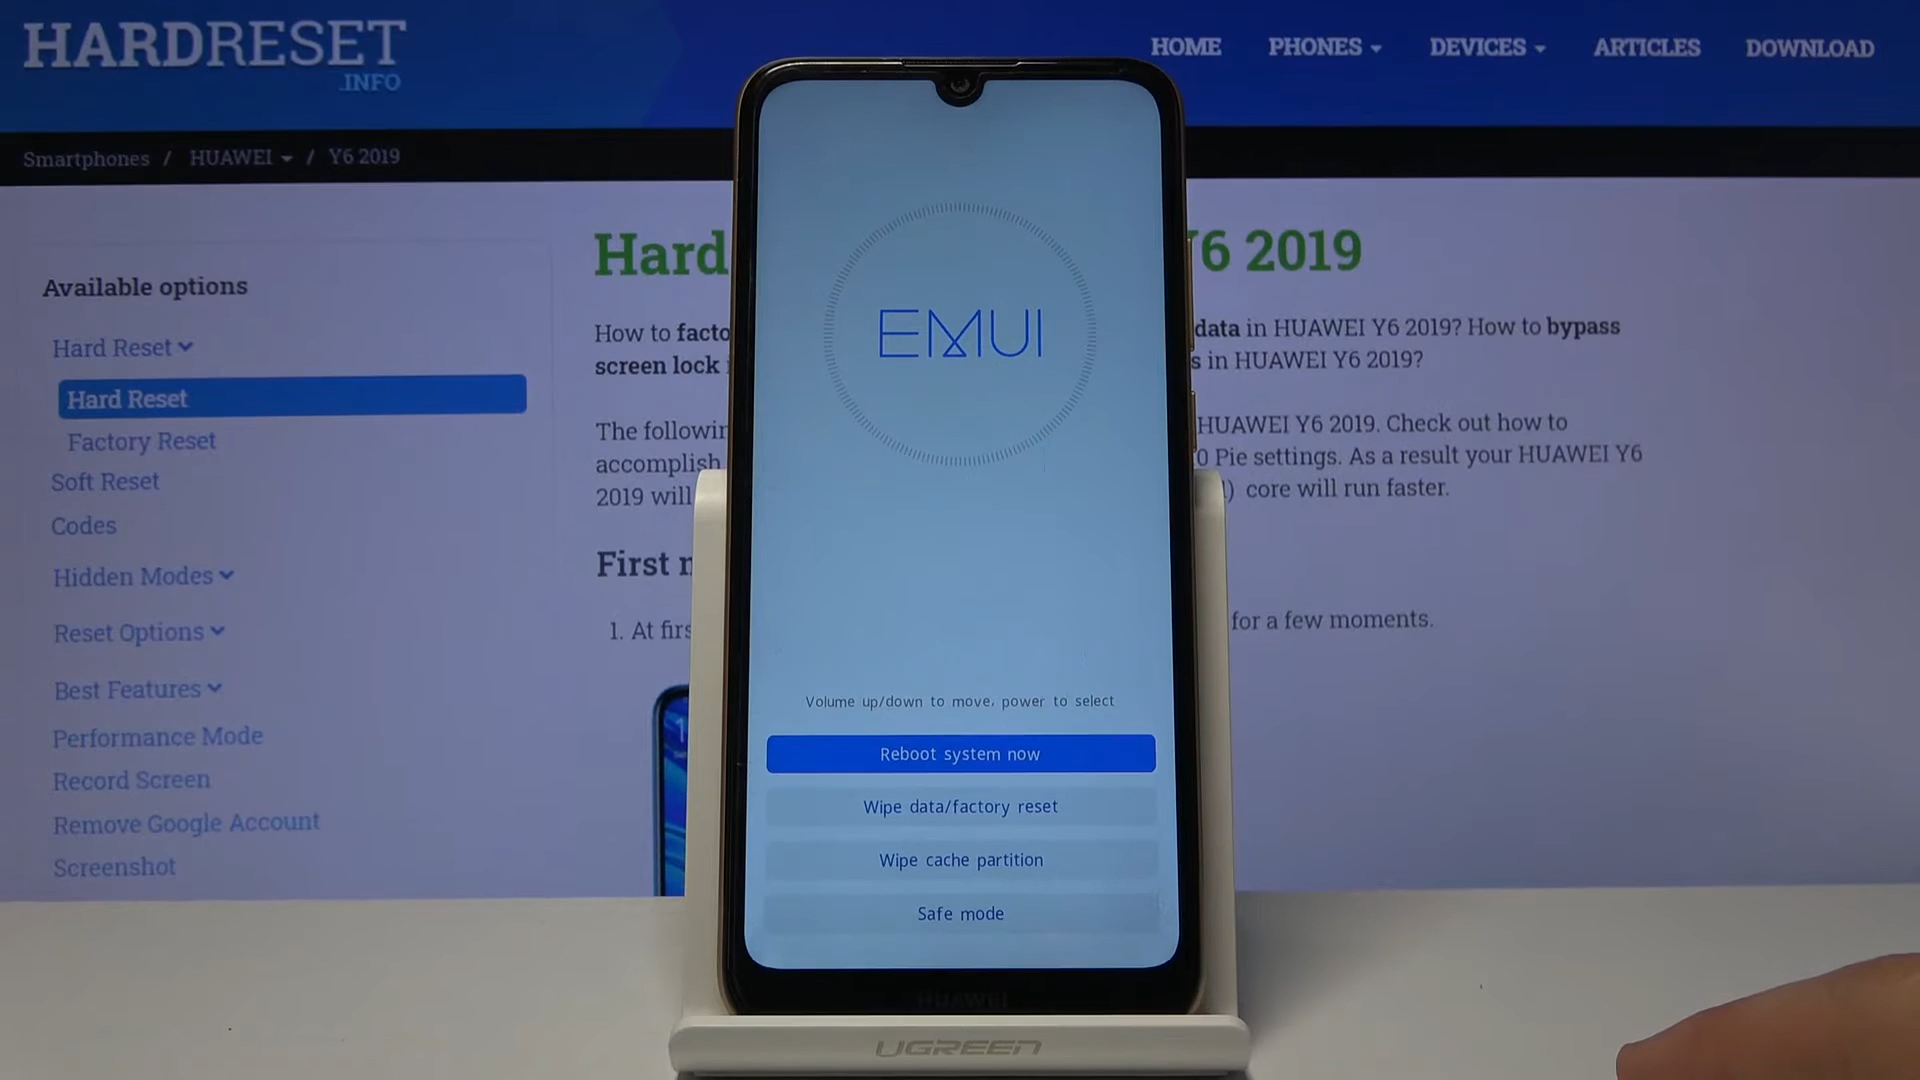 HARDRESET
.INFO
HOME PHONES DEVICES ARTICLES DOWNLOAD
Smartphones / HUAWEI / Y6 2019
Available options
Hard Reset
Hard Reset
Factory Reset
Soft Reset
Codes
Hidden Modes
Reset Options
Best Features
Performance Mode
Record Screen
Remove Google Account
Screenshot
Hard Y6 2019
How to facto data in HUAWEI Y6 2019? How to bypass
screen lock s in HUAWEI Y6 2019?
The followin HUAWEI Y6 2019. Check out how to
accomplish 0 Pie settings. As a result your HUAWEI Y6
2019 will ) core will run faster.
First
1. At firs for a few moments.
EMUI
Volume up/down to move, power to select
Reboot system now
Wipe data/factory reset
Wipe cache partition
Safe mode
HUAWEI
UGREEN